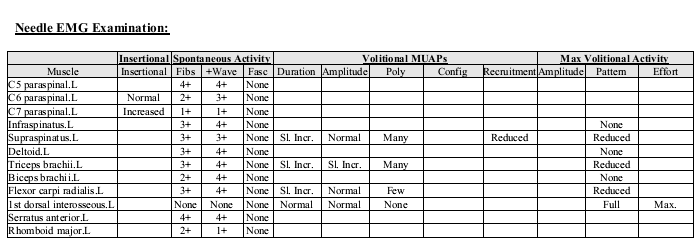 Needle EMG Examination:
Insertional Spontaneous Activity Volitional MUAPs Max Volitional Activity
Muscle Insertional Fibs +Wave Fasc Duration Amplitude Poly Config Recruitment Amplitude Pattern Effort
C5 paraspinal.L 4+ 4+ None
C6 paraspinal.L Normal 2+ 3+ None
C7 paraspinal.L Increased 1+ 1+ None
Infraspinatus.L 3+ 4+ None None
Supraspinatus.L 3+ 3+ None Sl. Incr. Normal Many Reduced Reduced
Deltoid.L 3+ 4+ None None
Triceps brachii.L 3+ 4+ None Sl. Incr. Sl. Incr. Many Reduced
Biceps brachii.L 2+ 4+ None None
Flexor carpi radialis.L 3+ 4+ None Sl. Incr. Normal Few Reduced
1st dorsal interosseous.L None None None Normal Normal None Full Max.
Serratus anterior.L 4+ 4+ None
Rhomboid major.L 2+ 1+ None